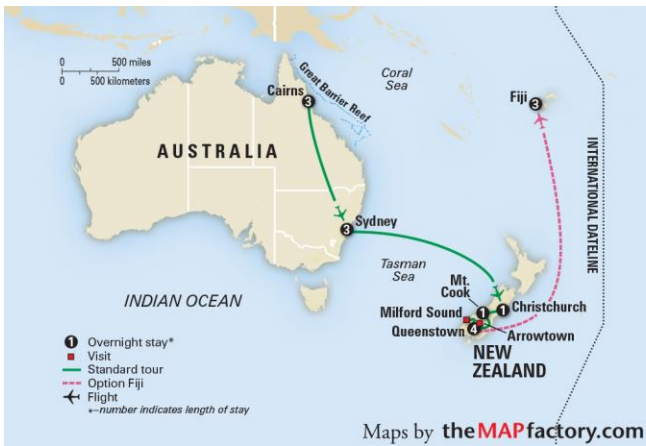 0 500 miles
0 500 kilometers
Coral
Sea
Great Barrier Reef
Cairns
3
Fiji
3
AUSTRALIA
INTERNATIONAL DATELINE
Sydney
3
Tasman
Sea
Mt.
Cook
INDIAN OCEAN
Milford Sound
1
1
Christchurch
Queenstown
4
Arrowtown
NEW
ZEALAND
1 Overnight stay*
Visit
Standard tour
Option Fiji
Flight
*–number indicates length of stay
Maps by theMAPfactory.com